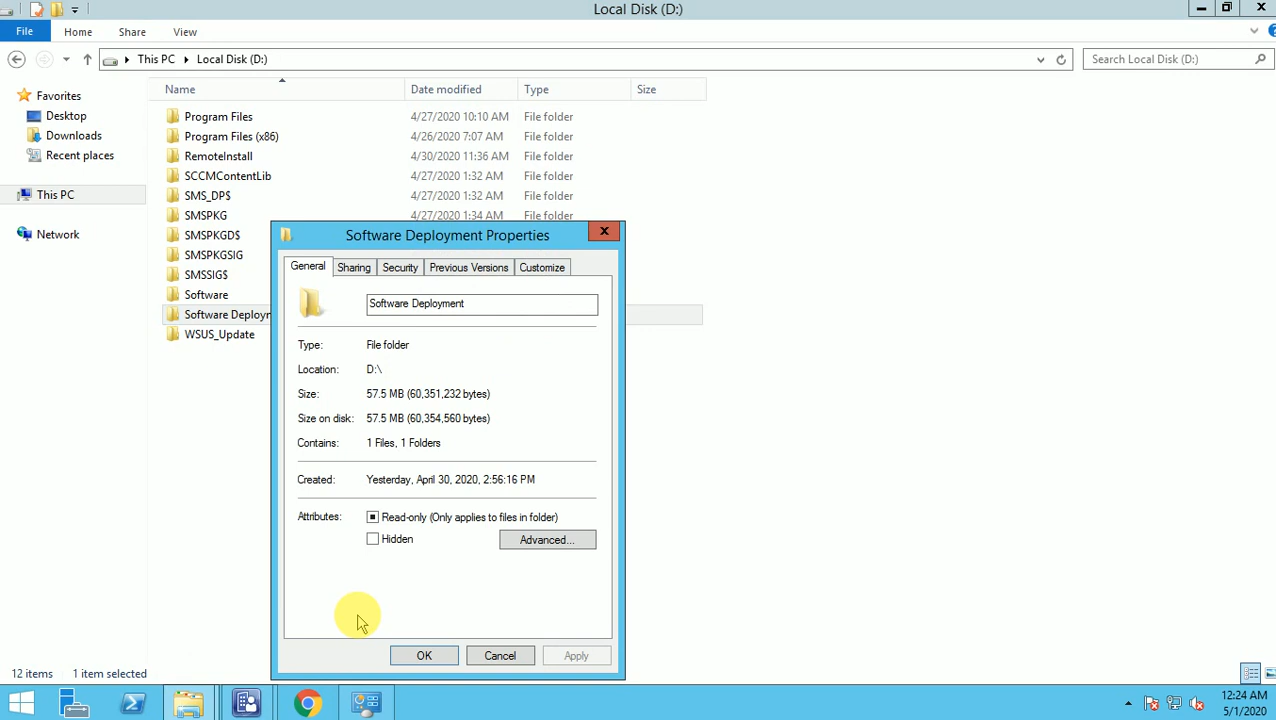 Local Disk (D:)
File Home Share View
This PC Local Disk (D:) Search Local Disk (D:)
Favorites
Desktop
Downloads
Recent places
This PC
Network
Name Date modified Type Size
Program Files 4/27/2020 10:10 AM File folder
Program Files (x86) 4/26/2020 7:07 AM File folder
RemoteInstall 4/30/2020 11:36 AM File folder
SCCMContentLib 4/27/2020 1:32 AM File folder
SMS_DP$ 4/27/2020 1:32 AM File folder
SMSPKG 4/27/2020 1:34 AM File folder
SMSPKGD$
SMSPKGSIG
SMSSIG$
Software
Software Deployn
WSUS_Update
Software Deployment Properties
General Sharing Security Previous Versions Customize
Software Deployment
Type: File folder
Location: D:\
Size: 57.5 MB (60,351,232 bytes)
Size on disk: 57.5 MB (60,354,560 bytes)
Contains: 1 Files, 1 Folders
Created: Yesterday, April 30, 2020, 2:56:16 PM
Attributes: Read-only (Only applies to files in folder)
Hidden Advanced...
OK Cancel Apply
12 items 1 item selected
12:24 AM
5/1/2020